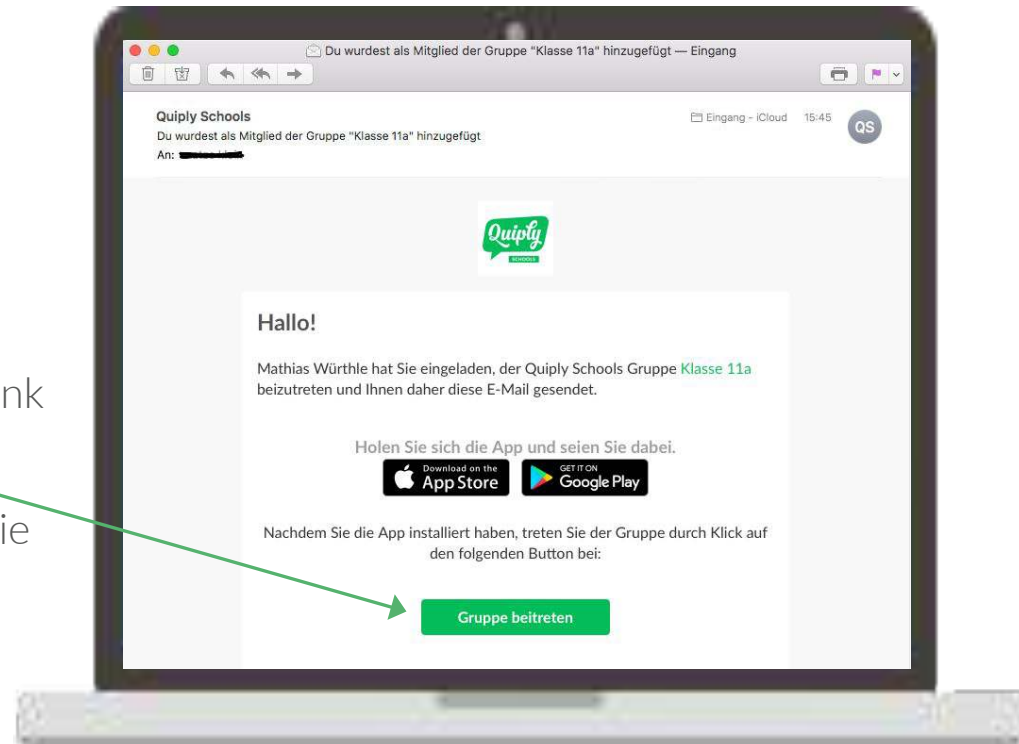 Du wurdest als Mitglied der Gruppe "Klasse 11a" hinzugefügt — Eingang
Quiply Schools
Eingang - iCloud 15:45
QS
Du wurdest als Mitglied der Gruppe "Klasse 11a" hinzugefügt
An:
Quiply
SCHOOLS
Hallo!
Mathias Würthle hat Sie eingeladen, der Quiply Schools Gruppe Klasse 11a
beizutreten und Ihnen daher diese E-Mail gesendet.
nk
Holen Sie sich die App und seien Sie dabei.
Download on the
App Store
GET IT ON
Google Play
ie
Nachdem Sie die App installiert haben, treten Sie der Gruppe durch Klick auf
den folgenden Button bei:
Gruppe beitreten